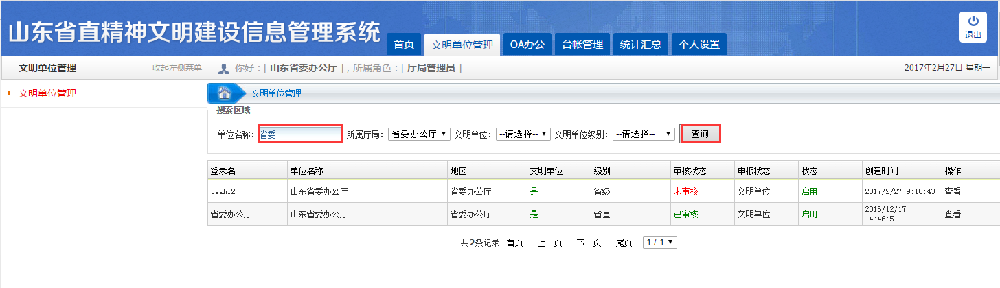 山东省直精神文明建设信息管理系统
首页 文明单位管理 OA办公 台帐管理 统计汇总 个人设置
退出
文明单位管理 收起左侧菜单
你好：[ 山东省委办公厅 ]，所属角色：[ 厅局管理员 ]
2017年2月27日 星期一
文明单位管理
文明单位管理
搜索区域
单位名称： 省委 所属厅局： 省委办公厅 文明单位： --请选择-- 文明单位级别： --请选择-- 查询
登录名 单位名称 地区 文明单位 级别 审核状态 申报状态 状态 创建时间 操作
ceshi2 山东省委办公厅 省委办公厅 是 省级 未审核 文明单位 启用 2017/2/27 9:18:43 查看
省委办公厅 山东省委办公厅 省委办公厅 是 省直 已审核 文明单位 启用 2016/12/17 14:46:51 查看
共2条记录 首页 上一页 下一页 尾页 1 / 1